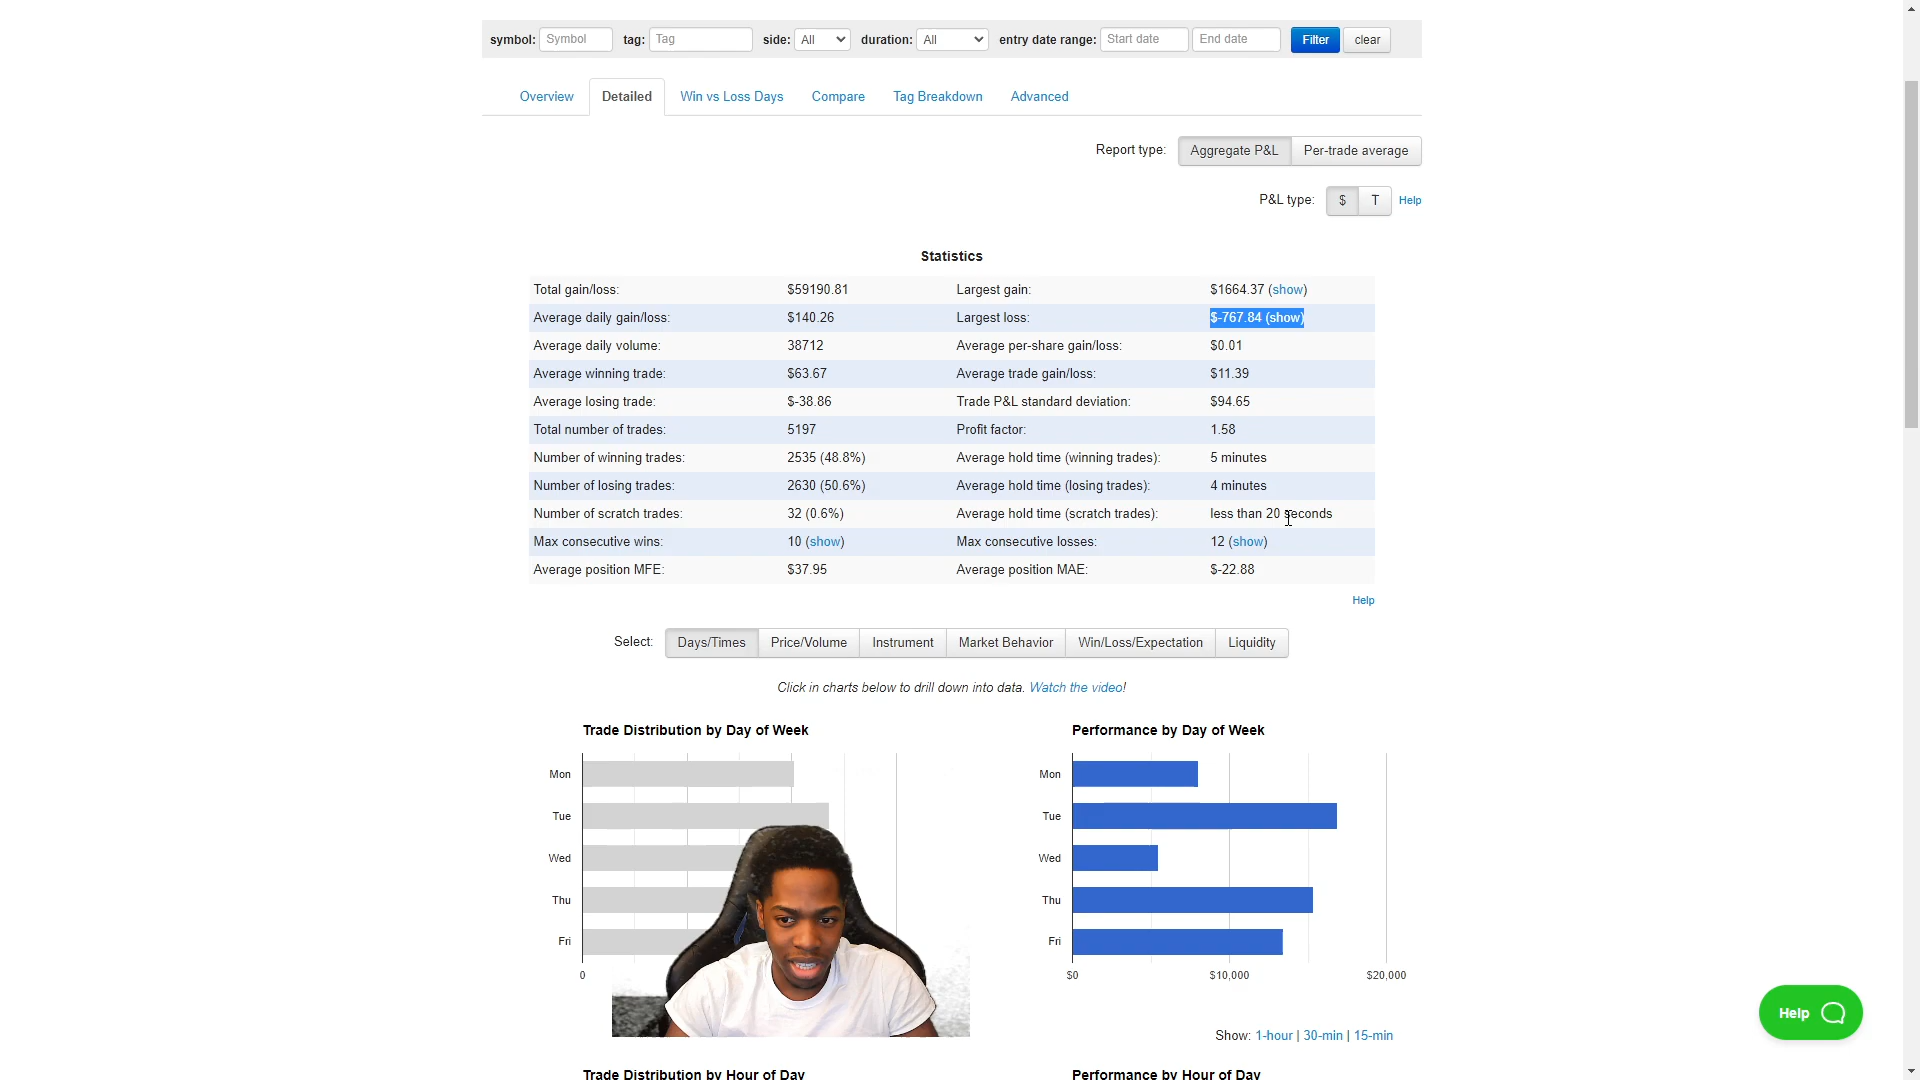 symbol: Symbol tag: Tag side: All duration: All entry date range: Start date End date Filter clear
Overview Detailed Win vs Loss Days Compare Tag Breakdown Advanced
Report type: Aggregate P&L Per-trade average
P&L type: $ T Help
Statistics
Total gain/loss: $59190.81 Largest gain: $1664.37 (show)
Average daily gain/loss: $140.26 Largest loss: $-767.84 (show)
Average daily volume: 38712 Average per-share gain/loss: $0.01
Average winning trade: $63.67 Average trade gain/loss: $11.39
Average losing trade: $-38.86 Trade P&L standard deviation: $94.65
Total number of trades: 5197 Profit factor: 1.58
Number of winning trades: 2535 (48.8%) Average hold time (winning trades): 5 minutes
Number of losing trades: 2630 (50.6%) Average hold time (losing trades): 4 minutes
Number of scratch trades: 32 (0.6%) Average hold time (scratch trades): less than 20 seconds
Max consecutive wins: 10 (show) Max consecutive losses: 12 (show)
Average position MFE: $37.95 Average position MAE: $-22.88
Help
Select: Days/Times Price/Volume Instrument Market Behavior Win/Loss/Expectation Liquidity
Click in charts below to drill down into data. Watch the video!
Trade Distribution by Day of Week Performance by Day of Week
Mon Mon
Tue Tue
Wed Wed
Thu Thu
Fri Fri
0 $0 $10,000 $20,000
Help
Show: 1-hour | 30-min | 15-min
Trade Distribution by Hour of Day Performance by Hour of Day